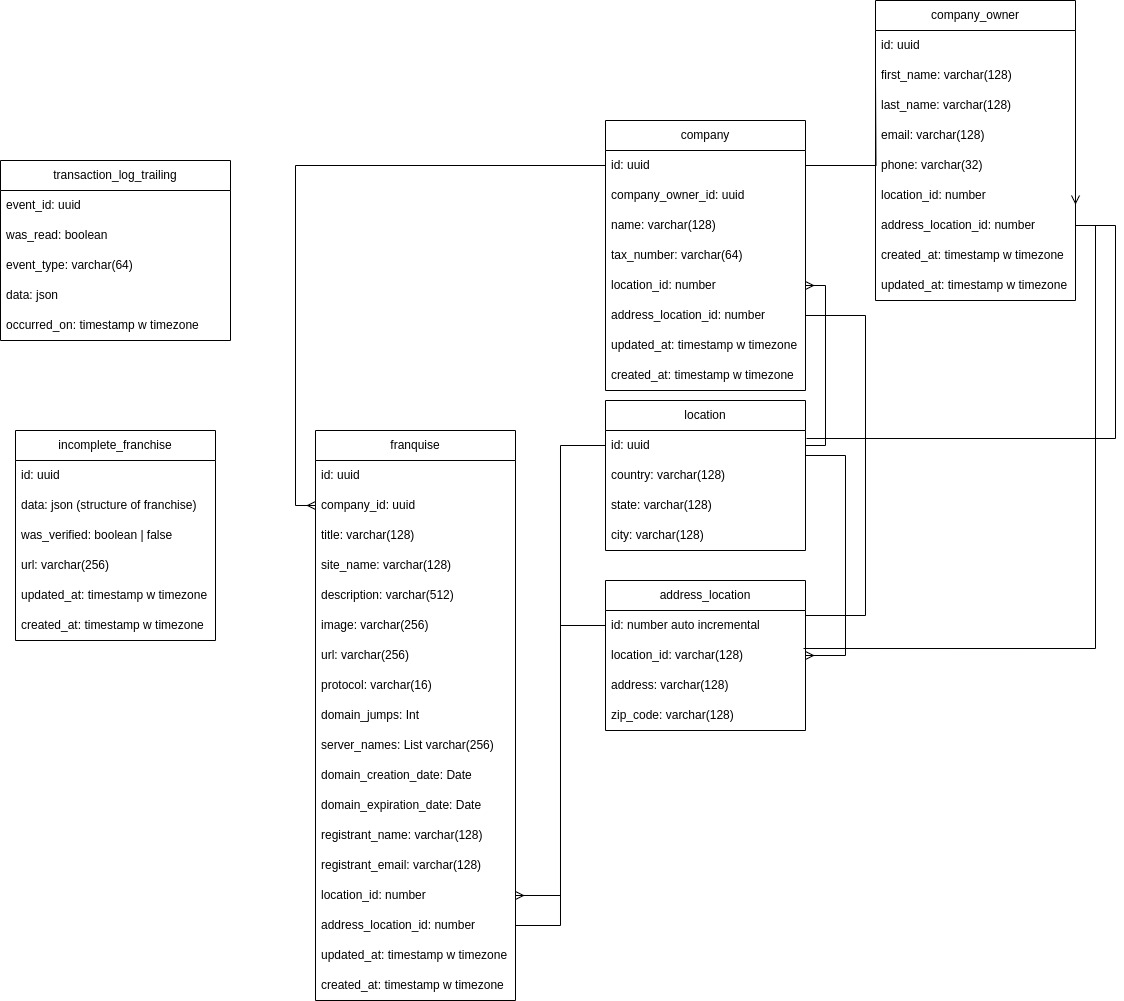 company_owner
id: uuid
first_name: varchar(128)
last_name: varchar(128)
email: varchar(128)
phone: varchar(32)
location_id: number
address_location_id: number
created_at: timestamp w timezone
updated_at: timestamp w timezone
company
id: uuid
company_owner_id: uuid
name: varchar(128)
tax_number: varchar(64)
location_id: number
address_location_id: number
updated_at: timestamp w timezone
created_at: timestamp w timezone
transaction_log_trailing
event_id: uuid
was_read: boolean
event_type: varchar(64)
data: json
occurred_on: timestamp w timezone
location
id: uuid
country: varchar(128)
state: varchar(128)
city: varchar(128)
incomplete_franchise
id: uuid
data: json (structure of franchise)
was_verified: boolean | false
url: varchar(256)
updated_at: timestamp w timezone
created_at: timestamp w timezone
franquise
id: uuid
company_id: uuid
title: varchar(128)
site_name: varchar(128)
description: varchar(512)
image: varchar(256)
url: varchar(256)
protocol: varchar(16)
domain_jumps: Int
server_names: List varchar(256)
domain_creation_date: Date
domain_expiration_date: Date
registrant_name: varchar(128)
registrant_email: varchar(128)
location_id: number
address_location_id: number
updated_at: timestamp w timezone
created_at: timestamp w timezone
address_location
id: number auto incremental
location_id: varchar(128)
address: varchar(128)
zip_code: varchar(128)